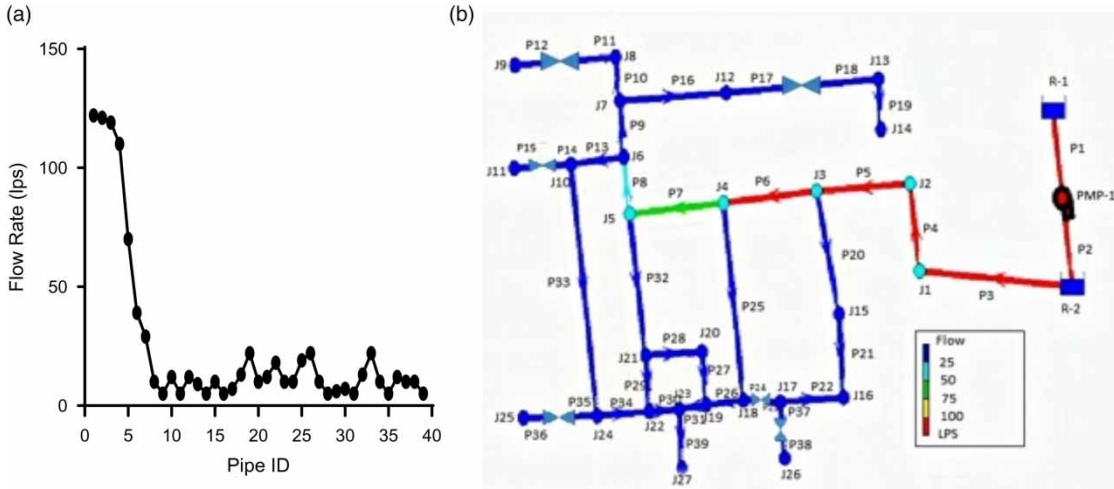 (a)
150
100
50
0
Flow Rate (lps)
0 5 10 15 20 25 30 35 40
Pipe ID
(b)
P12 P11
J9 J8
P10 P16 J12 P17 P18 J13
J7
P19
J14
P9
P15 P14 P13 J6
J11 J10
P8 P7 J4 P6 J3 P5 J2
J5
P4
R-1
P1
PMP-1
P2
J1 P3 R-2
P33 P32 P25 P20
J15
P21
P28 J20
J21
P29 P27
J25 P35 P34 P30 J23 P26 P24 J17 P22 J16
P36 J24 J22 P31 J19 J18 P37
P39 P38
J27 J26
Flow
25
50
75
100
LPS